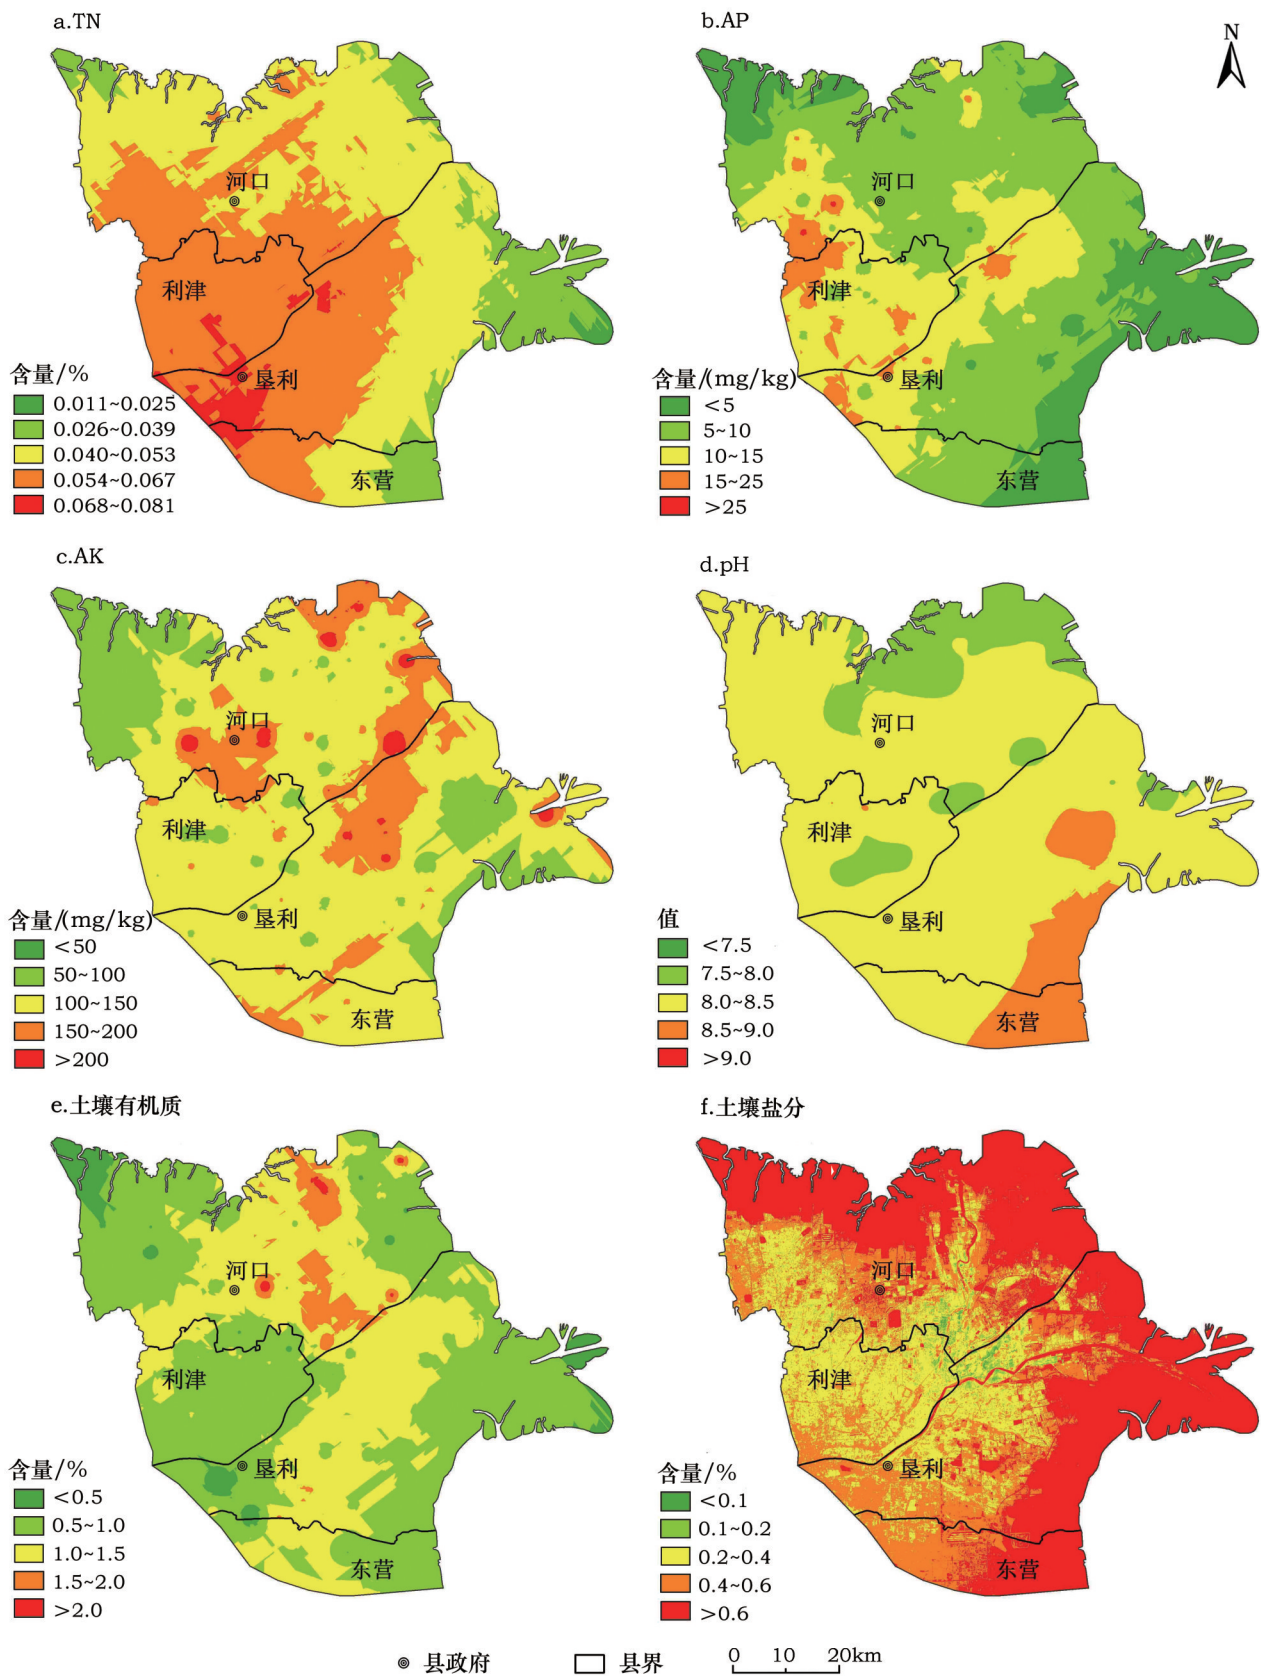 a.TN
b.AP
N
河口
利津
垦利
东营
含量/%
0.011~0.025
0.026~0.039
0.040~0.053
0.054~0.067
0.068~0.081
河口
利津
垦利
东营
含量/(mg/kg)
<5
5~10
10~15
15~25
>25
c.AK
d.pH
河口
利津
垦利
东营
含量/(mg/kg)
<50
50~100
100~150
150~200
>200
河口
利津
垦利
东营
值
<7.5
7.5~8.0
8.0~8.5
8.5~9.0
>9.0
e.土壤有机质
f.土壤盐分
河口
利津
垦利
东营
含量/%
<0.5
0.5~1.0
1.0~1.5
1.5~2.0
>2.0
河口
利津
垦利
东营
含量/%
<0.1
0.1~0.2
0.2~0.4
0.4~0.6
>0.6
县政府
县界
0 10 20km